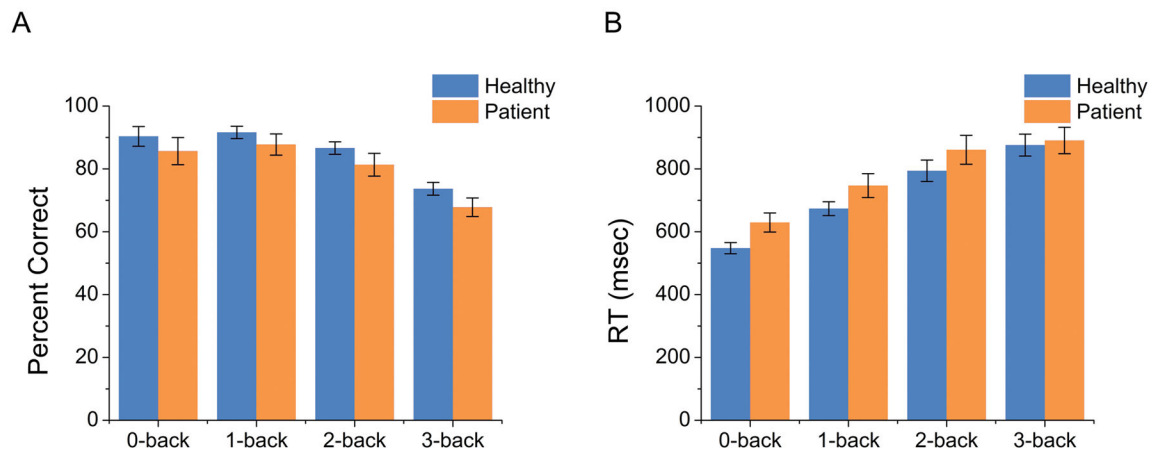 A
Healthy
Patient
Percent Correct
100
80
60
40
20
0
0-back 1-back 2-back 3-back
B
Healthy
Patient
RT (msec)
1000
800
600
400
200
0
0-back 1-back 2-back 3-back